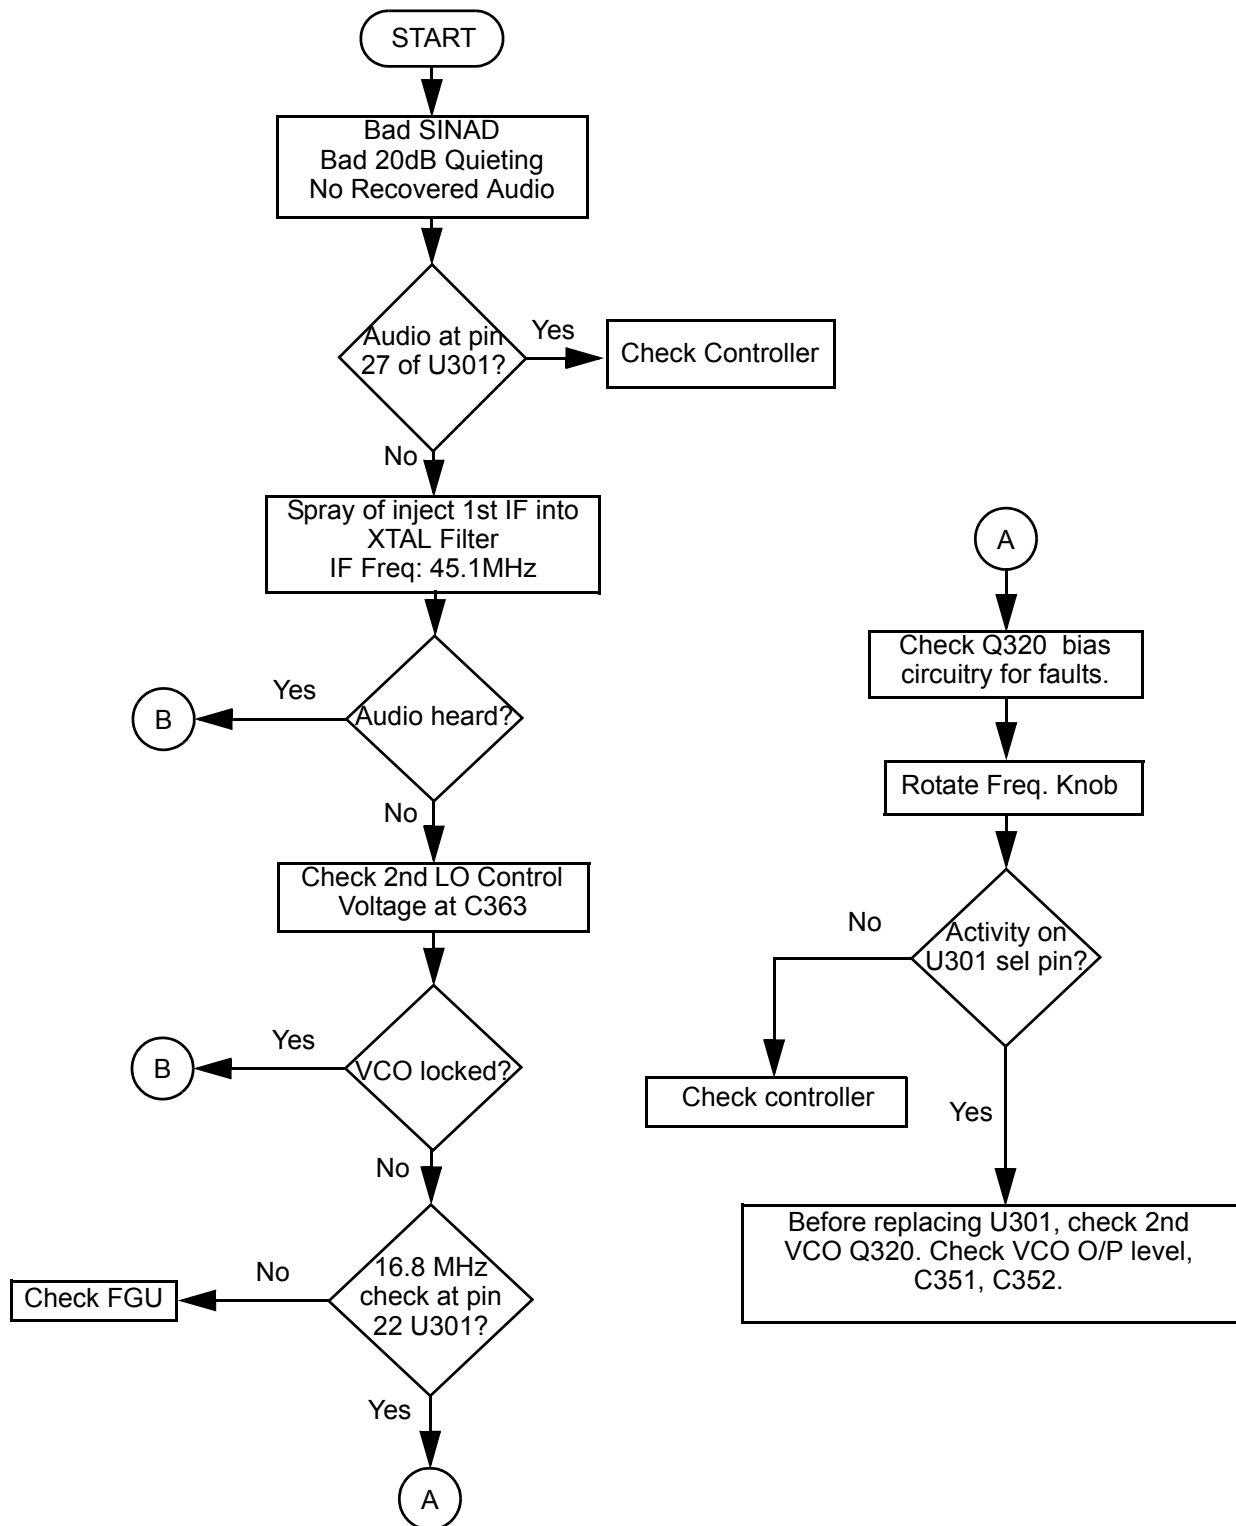 START
Bad SINAD
Bad 20dB Quieting
No Recovered Audio
Audio at pin
27 of U301?
Yes
Check Controller
No
Spray of inject 1st IF into
XTAL Filter
IF Freq: 45.1MHz
Audio heard?
Yes
B
No
Check 2nd LO Control
Voltage at C363
VCO locked?
Yes
B
No
16.8 MHz
check at pin
22 U301?
No
Check FGU
Yes
A
A
Check Q320  bias
circuitry for faults.
Rotate Freq. Knob
Activity on
U301 sel pin?
No
Check controller
Yes
Before replacing U301, check 2nd
VCO Q320. Check VCO O/P level,
C351, C352.